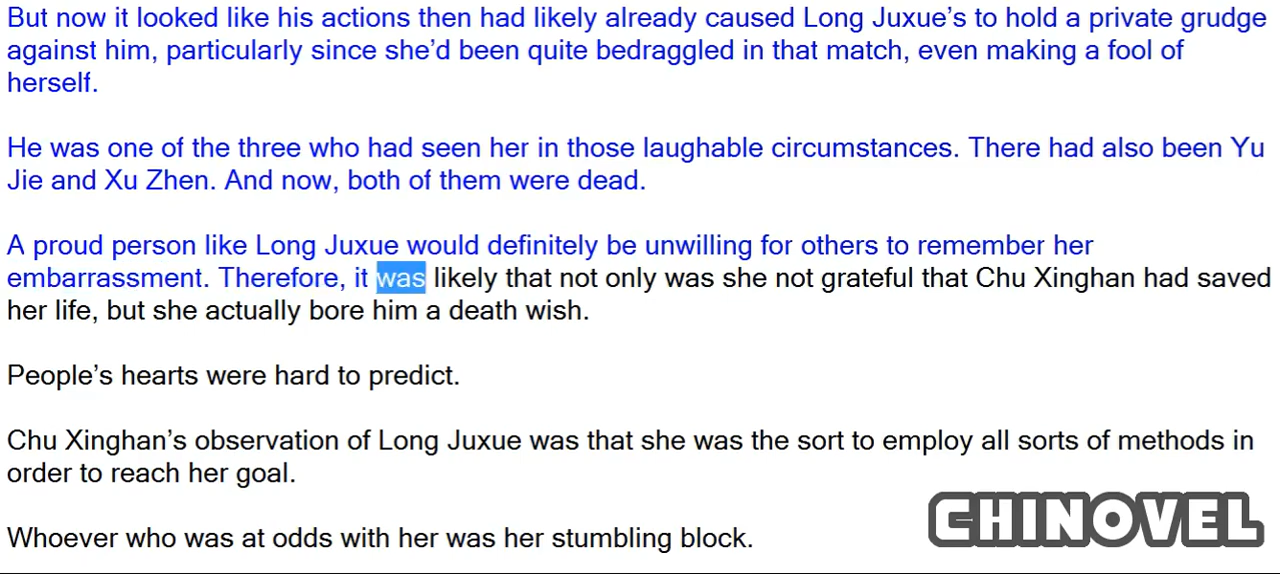 But now it looked like his actions then had likely already caused Long Juxue’s to hold a private grudge
against him, particularly since she’d been quite bedraggled in that match, even making a fool of
herself.
He was one of the three who had seen her in those laughable circumstances. There had also been Yu
Jie and Xu Zhen. And now, both of them were dead.
A proud person like Long Juxue would definitely be unwilling for others to remember her
embarrassment. Therefore, it was likely that not only was she not grateful that Chu Xinghan had saved
her life, but she actually bore him a death wish.
People’s hearts were hard to predict.
Chu Xinghan’s observation of Long Juxue was that she was the sort to employ all sorts of methods in
order to reach her goal.
Whoever who was at odds with her was her stumbling block.
CHINOVEL